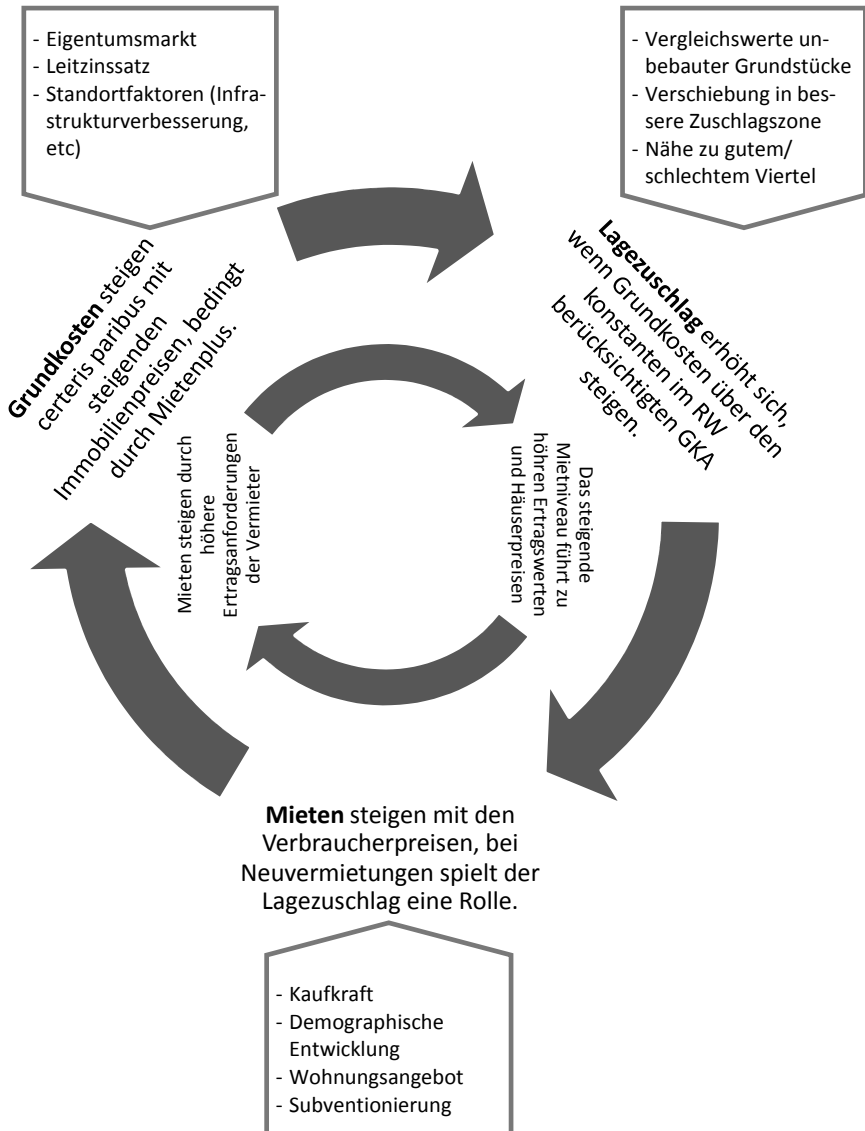 - Eigentumsmarkt
- Leitzinssatz
- Standortfaktoren (Infra-
strukturverbesserung,
etc)
- Vergleichswerte un-
bebauter Grundstücke
- Verschiebung in bes-
sere Zuschlagszone
- Nähe zu gutem/
schlechtem Viertel
Grundkosten steigen
certeris paribus mit
steigenden
Immobilienpreisen, bedingt
durch Mietenplus.
Lagezuschlag erhöht sich,
wenn Grundkosten über den
konstanten im RW
berücksichtigten GKA
steigen.
Mieten steigen durch
höhere
Ertragsanforderungen
der Vermieter
Das steigende
Mietniveau führt zu
höhren Ertragswerten
und Häuserpreisen
Mieten steigen mit den
Verbraucherpreisen, bei
Neuvermietungen spielt der
Lagezuschlag eine Rolle.
- Kaufkraft
- Demographische
Entwicklung
- Wohnungsangebot
- Subventionierung